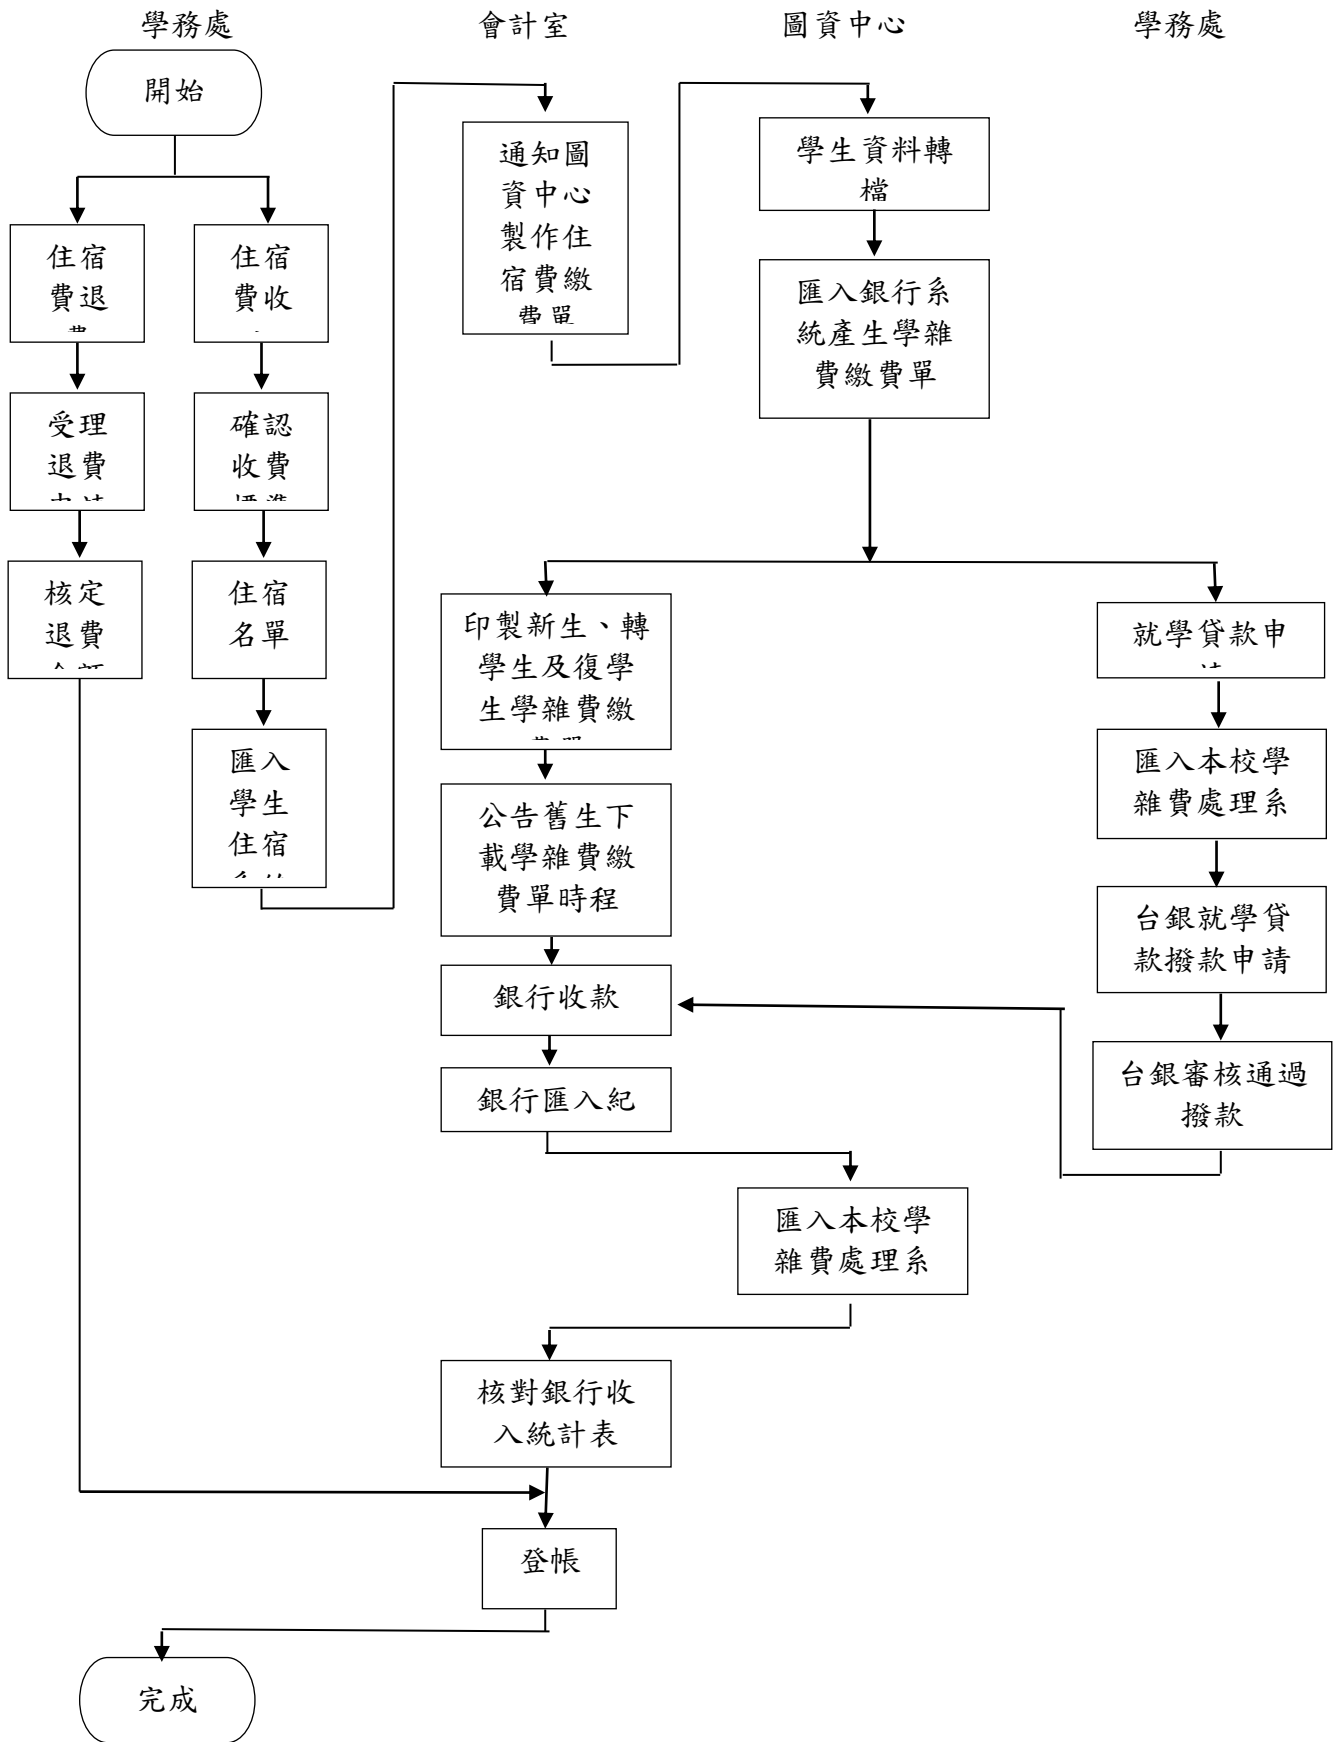 學務處
會計室
圖資中心
學務處
開始
住宿
費退
住宿
費收
受理
退費
確認
收費
核定
退費
住宿
名單
匯入
學生
住宿
通知圖
資中心
製作住
宿費繳
費單
學生資料轉
檔
匯入銀行系
統產生學雜
費繳費單
印製新生、轉
學生及復學
生學雜費繳
公告舊生下
載學雜費繳
費單時程
銀行收款
銀行匯入紀
就學貸款申
匯入本校學
雜費處理系
台銀就學貸
款撥款申請
台銀審核通過
撥款
匯入本校學
雜費處理系
核對銀行收
入統計表
登帳
完成